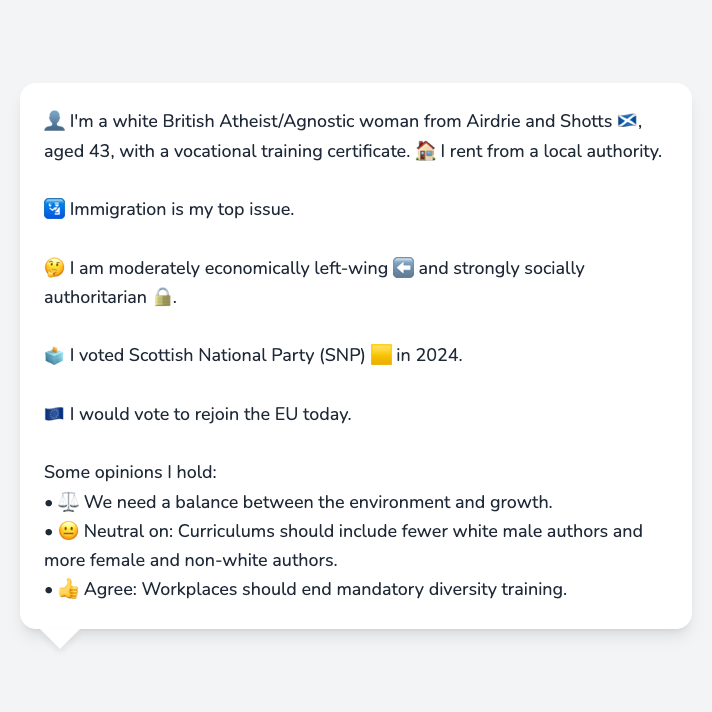 👤 I'm a white British Atheist/Agnostic woman from Airdrie and Shotts 🏴󠁧󠁢󠁳󠁣󠁴󠁿,
aged 43, with a vocational training certificate. 🏠 I rent from a local authority.
🛂 Immigration is my top issue.
🤔 I am moderately economically left-wing ⬅️ and strongly socially
authoritarian 🔒.
🗳️ I voted Scottish National Party (SNP) 🟨 in 2024.
🇪🇺 I would vote to rejoin the EU today.
Some opinions I hold:
• ⚖️ We need a balance between the environment and growth.
• 😐 Neutral on: Curriculums should include fewer white male authors and
more female and non-white authors.
• 👍 Agree: Workplaces should end mandatory diversity training.